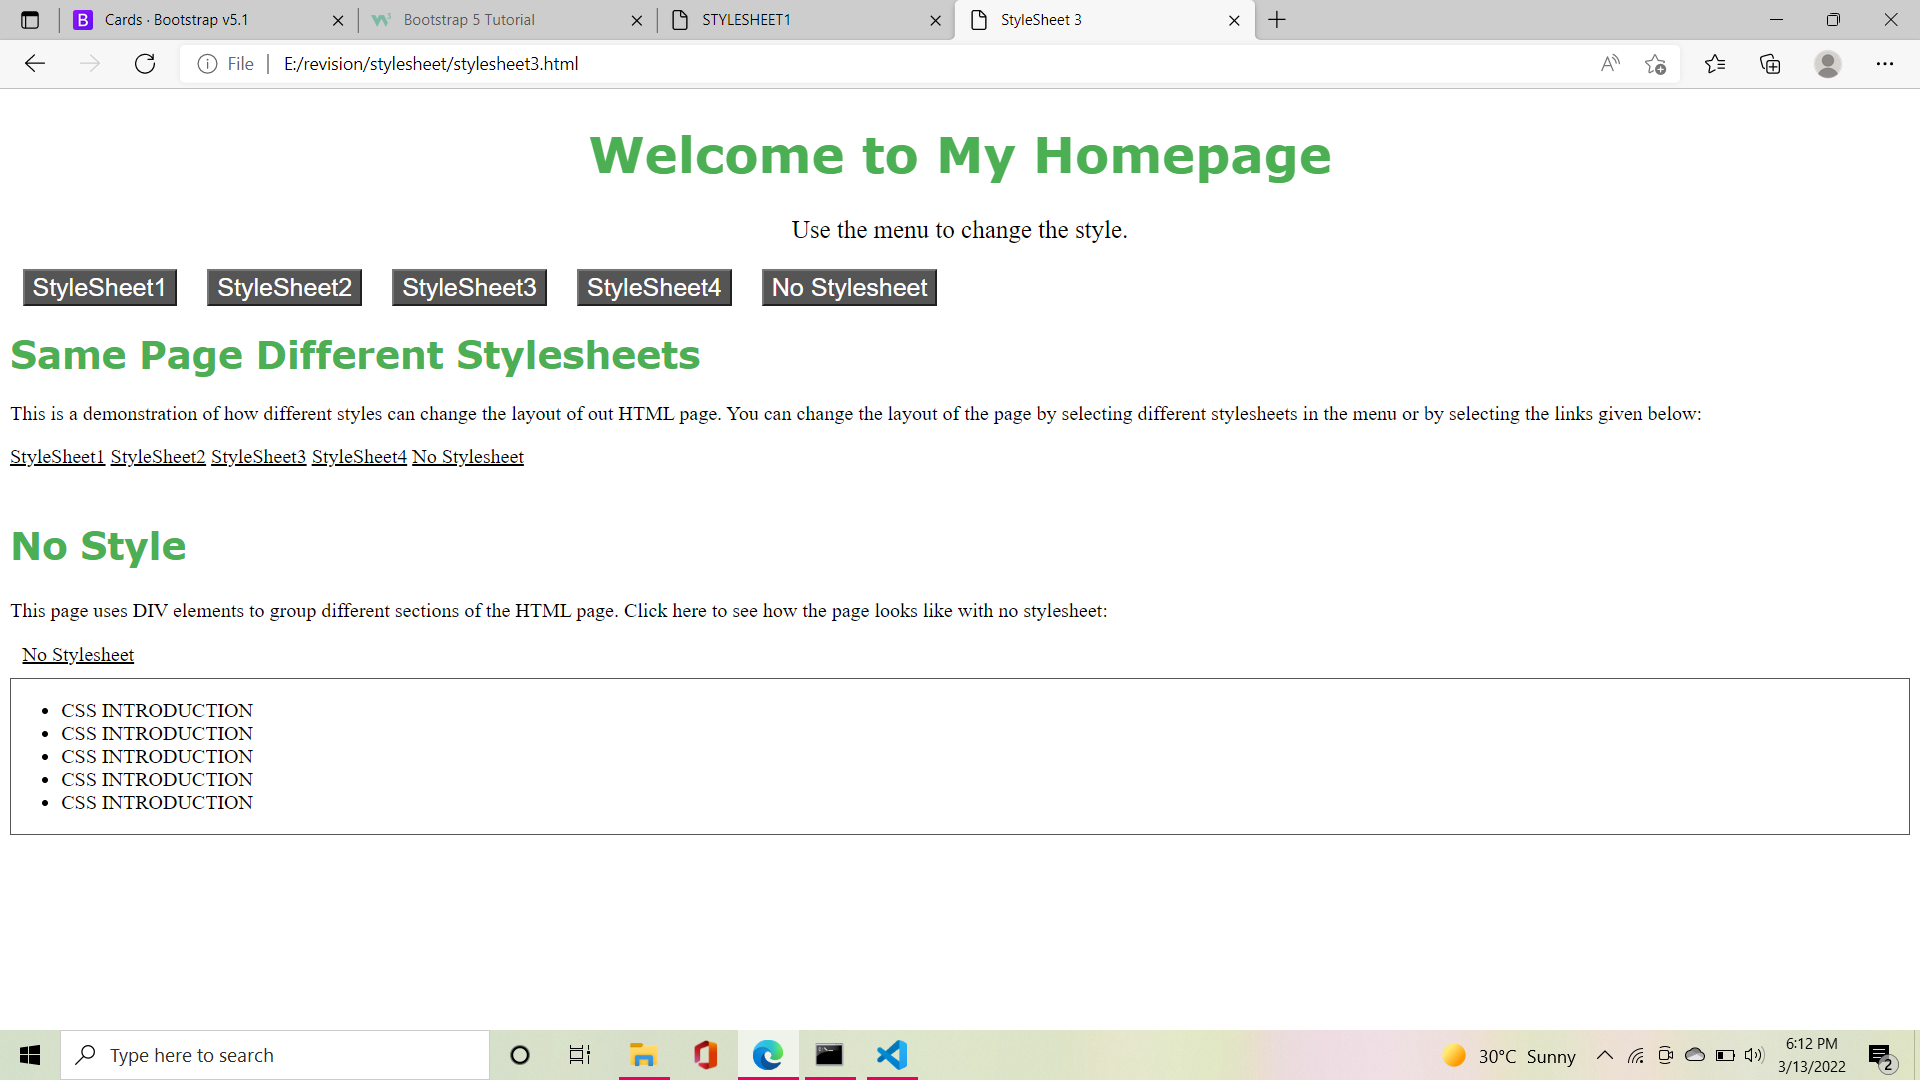 Cards · Bootstrap v5.1
Bootstrap 5 Tutorial
STYLESHEET1
StyleSheet 3
File
E:/revision/stylesheet/stylesheet3.html
Welcome to My Homepage
Use the menu to change the style.
StyleSheet1 StyleSheet2 StyleSheet3 StyleSheet4 No Stylesheet
Same Page Different Stylesheets
This is a demonstration of how different styles can change the layout of out HTML page. You can change the layout of the page by selecting different stylesheets in the menu or by selecting the links given below:
StyleSheet1 StyleSheet2 StyleSheet3 StyleSheet4 No Stylesheet
No Style
This page uses DIV elements to group different sections of the HTML page. Click here to see how the page looks like with no stylesheet:
No Stylesheet
• CSS INTRODUCTION
• CSS INTRODUCTION
• CSS INTRODUCTION
• CSS INTRODUCTION
• CSS INTRODUCTION
Type here to search
30°C Sunny
6:12 PM
3/13/2022
2